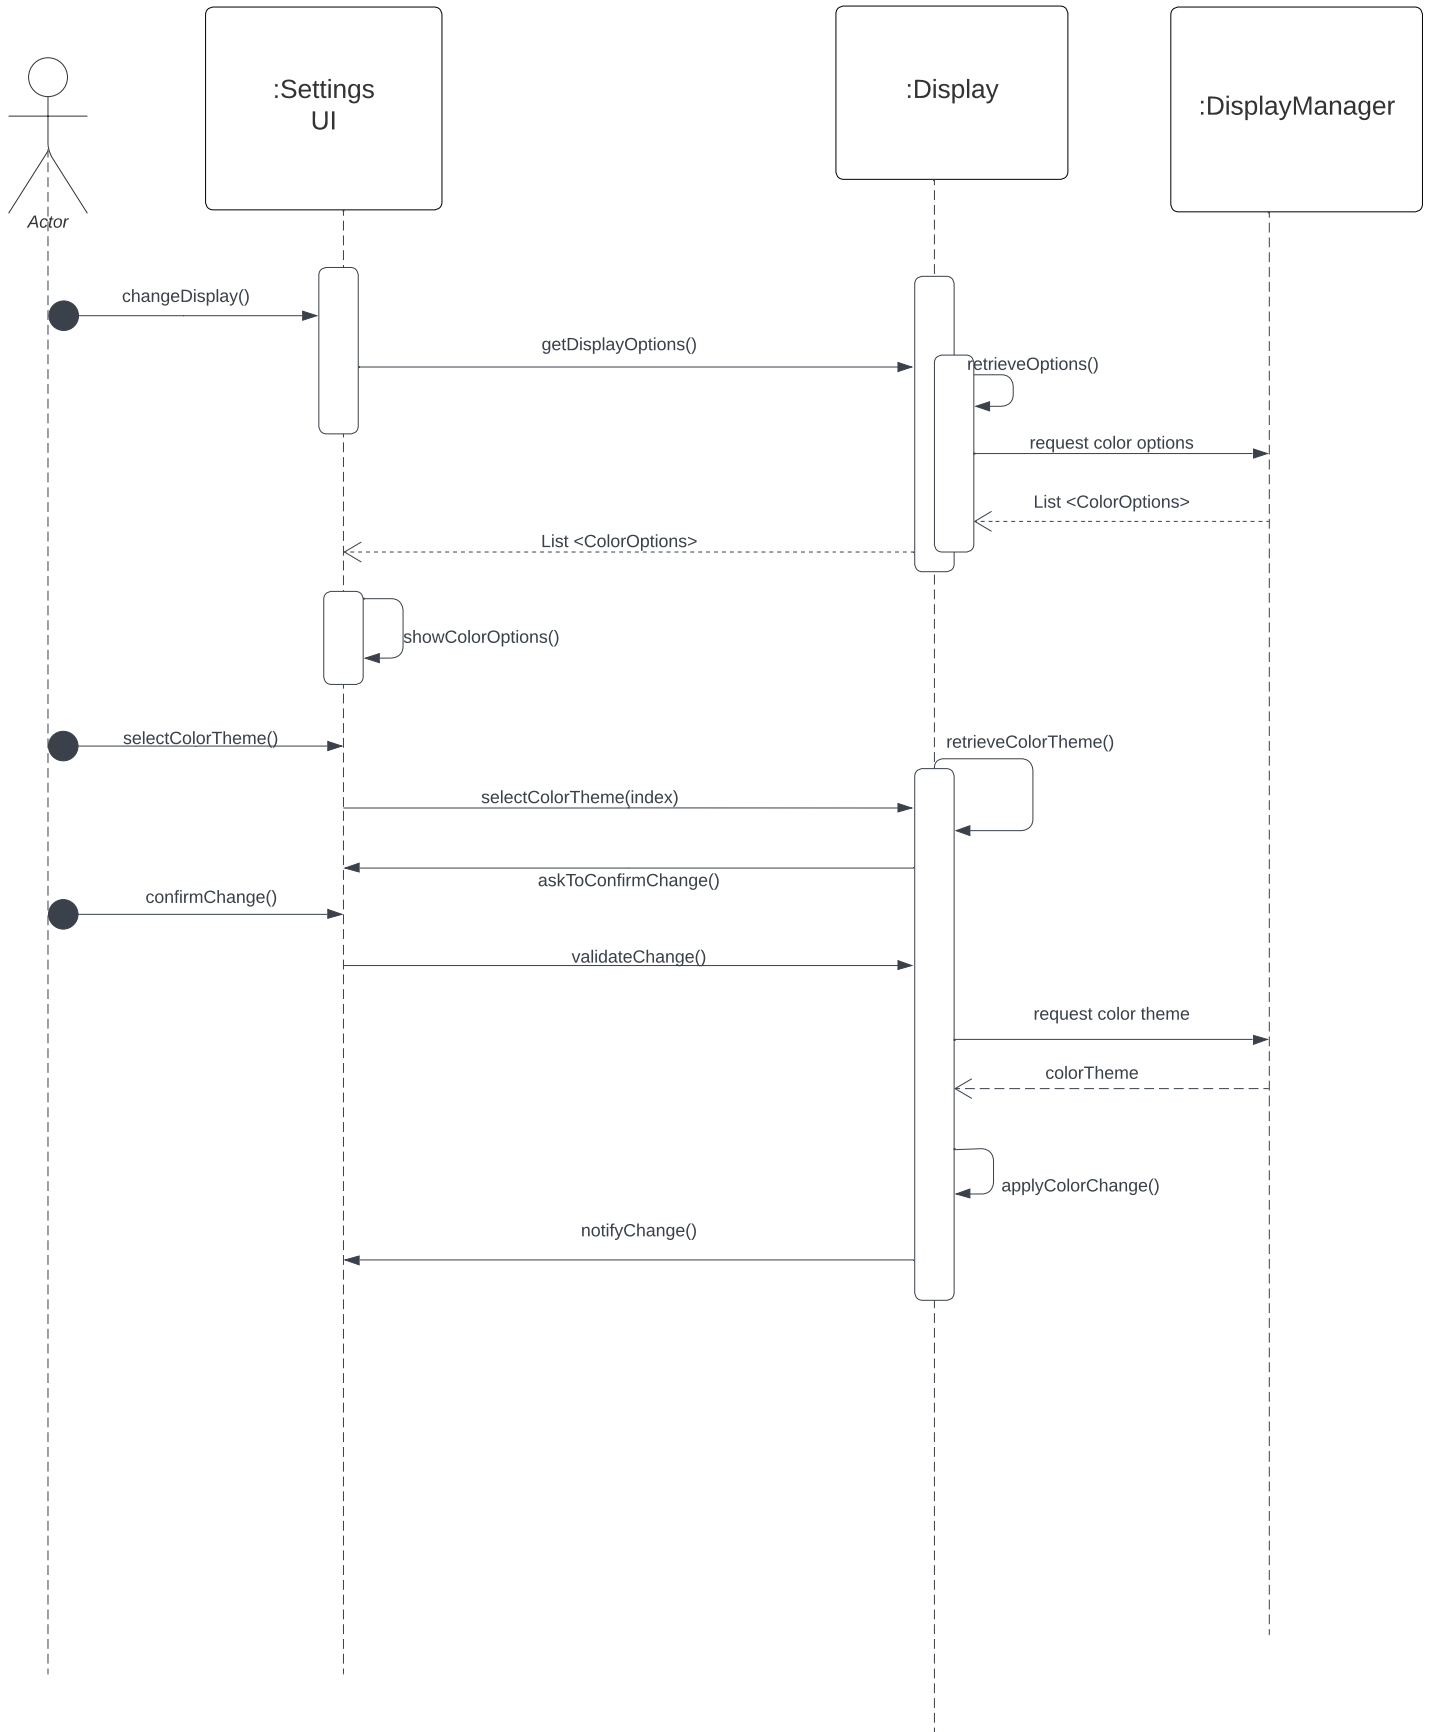 :Settings
UI
:Display
:DisplayManager
Actor
changeDisplay()
getDisplayOptions()
retrieveOptions()
request color options
List <ColorOptions>
List <ColorOptions>
showColorOptions()
selectColorTheme()
retrieveColorTheme()
selectColorTheme(index)
askToConfirmChange()
confirmChange()
validateChange()
request color theme
colorTheme
applyColorChange()
notifyChange()